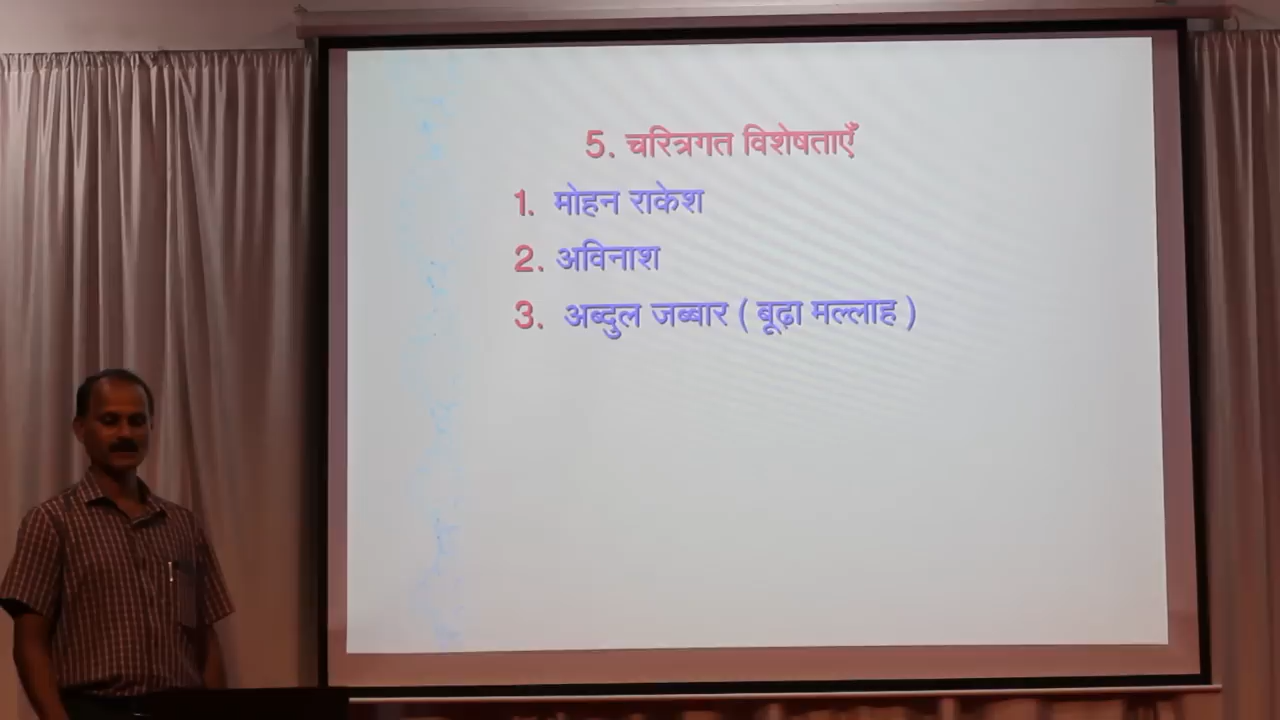 5. चरित्रगत विशेषताएँ
1. मोहन राकेश
2. अविनाश
3. अब्दुल जब्बार ( बूढ़ा मल्लाह )